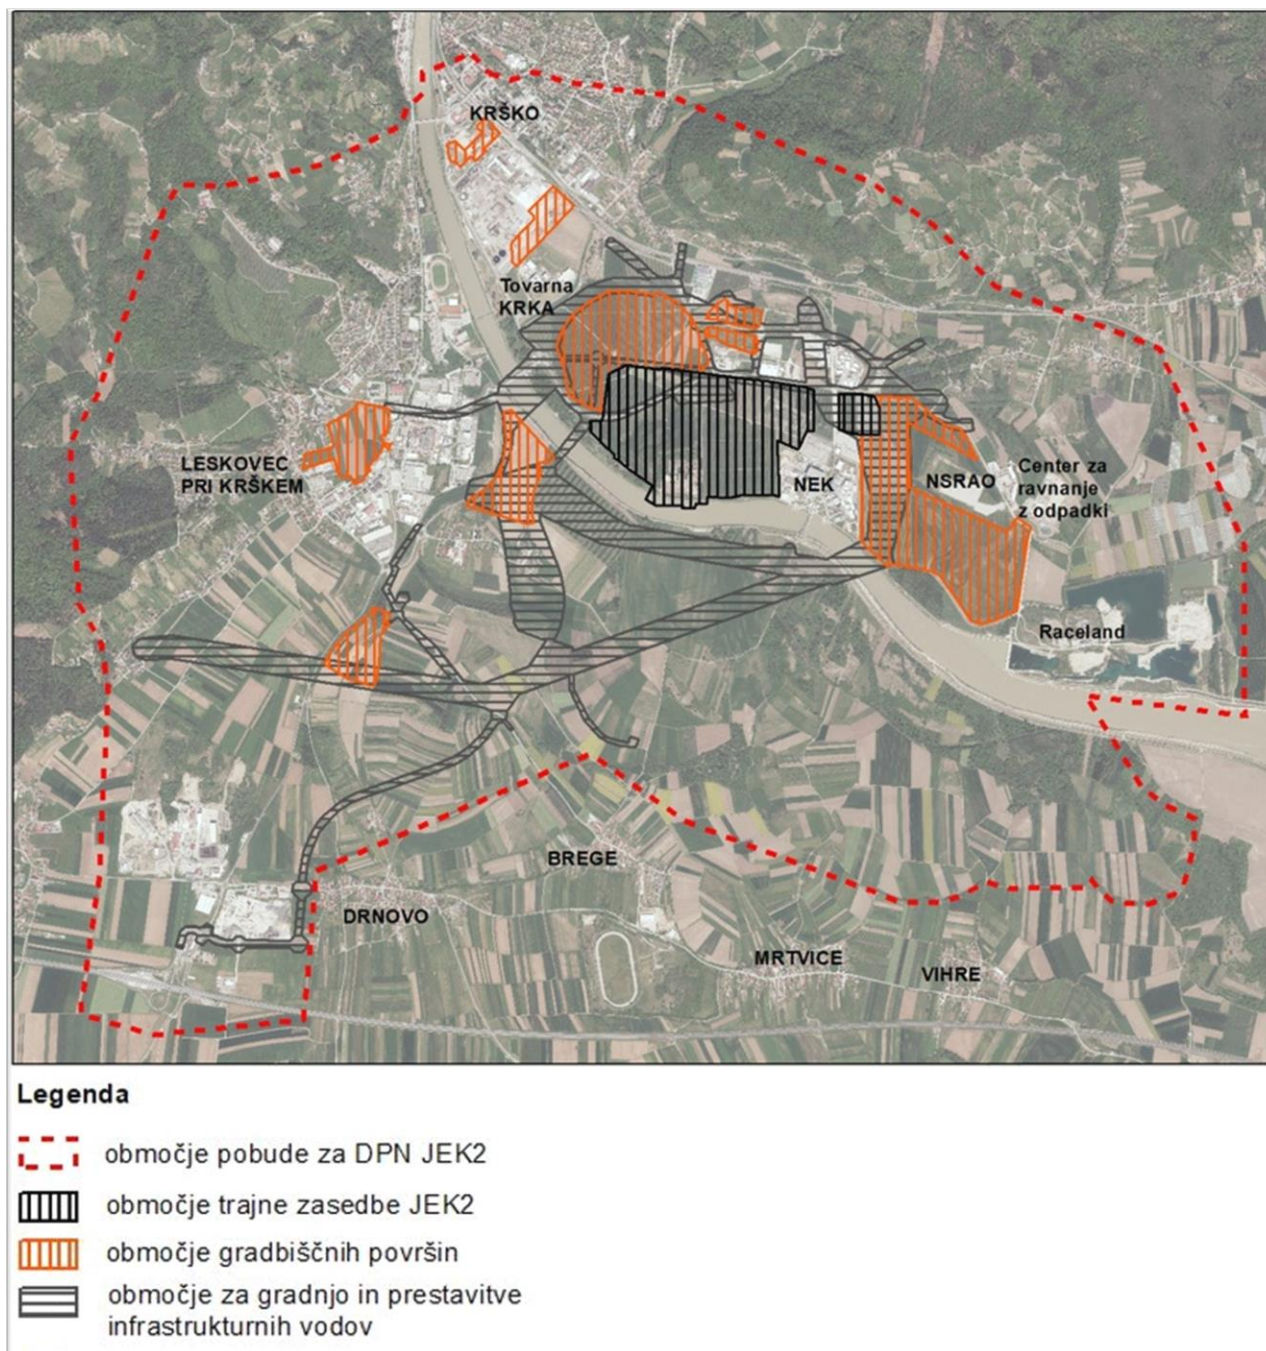 KRŠKO
Tovarna
KRKA
LESKOVEC
PRI KRŠKEM
NEK
NSRAO
Center za
ravnanje
z odpadki
Raceland
BREGE
DRNOVO
MRTVICE
VIHRE
Legenda
območje pobude za DPN JEK2
območje trajne zasedbe JEK2
območje gradbiščnih površin
območje za gradnjo in prestavitve
infrastrukturnih vodov